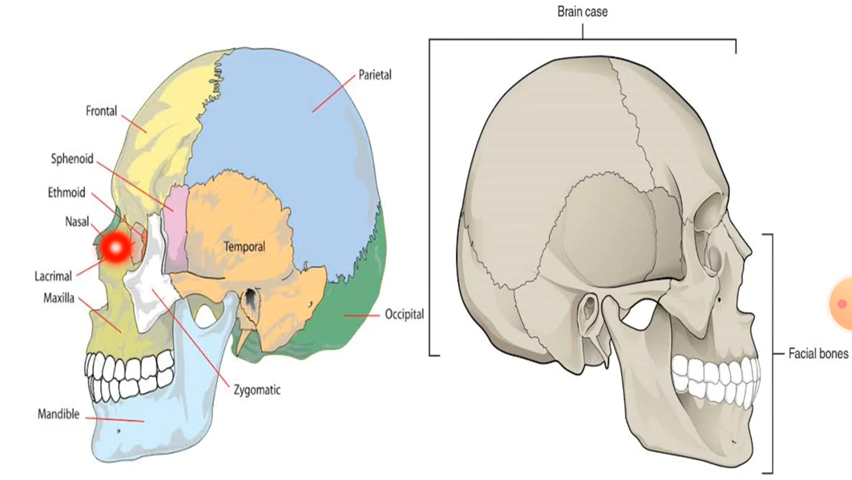 Brain case
Parietal
Frontal
Sphenoid
Ethmoid
Nasal
Temporal
Lacrimal
Maxilla
Occipital
Zygomatic
Mandible
Facial bones